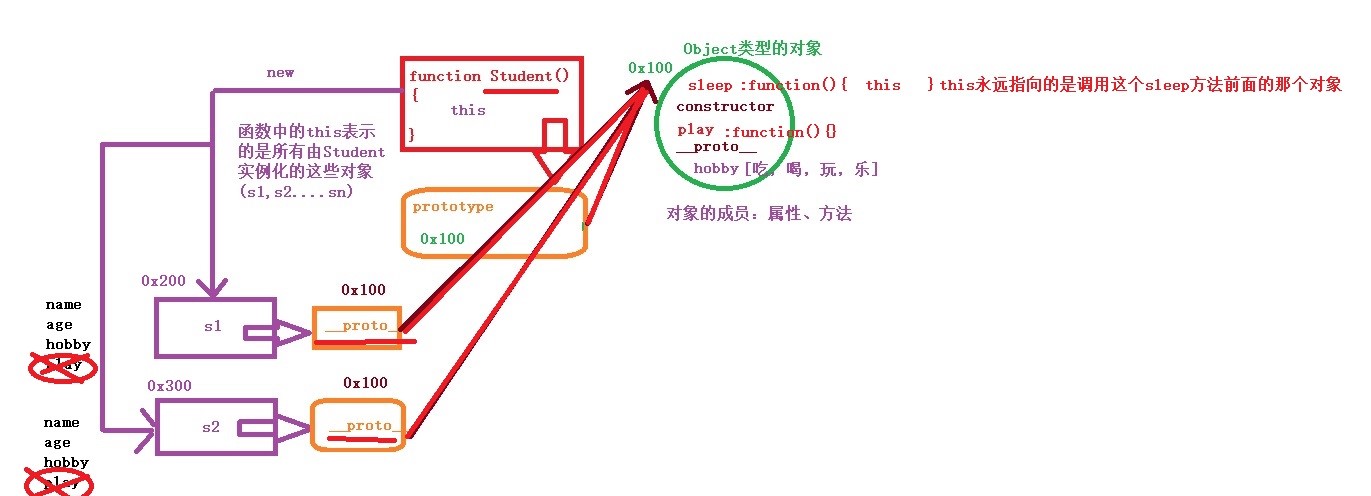 Object类型的对象
0x100
new
function Student()
{
this
}
sleep :function(){ this }this永远指向的是调用这个sleep方法前面的那个对象
constructor
play :function(){}
__proto__
hobby[吃，喝，玩，乐]
对象的成员：属性、方法
函数中的this表示
的是所有由Student
实例化的这些对象
(s1,s2....sn)
prototype
0x100
0x200
s1
0x100
__proto_
name
age
hobby
play
0x300
s2
0x100
__proto_
name
age
hobby
play